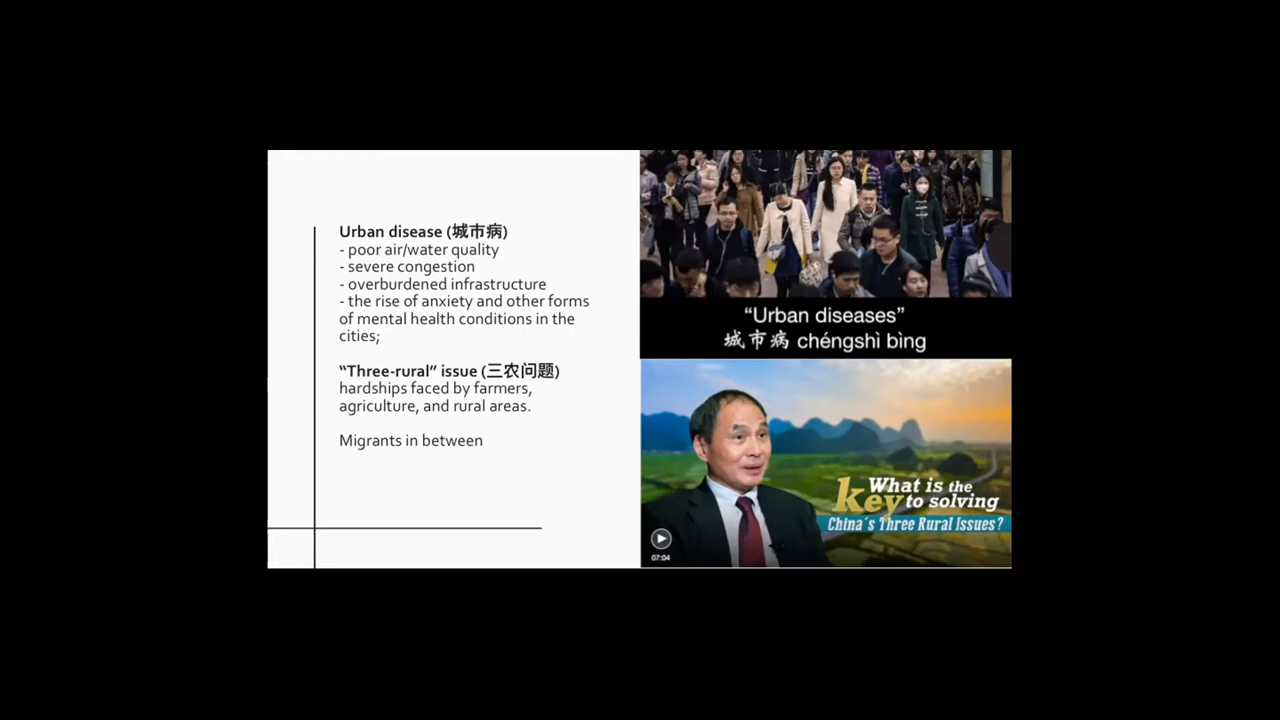 Urban disease (城市病)
- poor air/water quality
- severe congestion
- overburdened infrastructure
- the rise of anxiety and other forms
of mental health conditions in the
cities;
“Three-rural” issue (三农问题)
hardships faced by farmers,
agriculture, and rural areas.
Migrants in between
“Urban diseases”
城市病 chéngshì bìng
What is the
key to solving
China's Three Rural Issues?
07:04